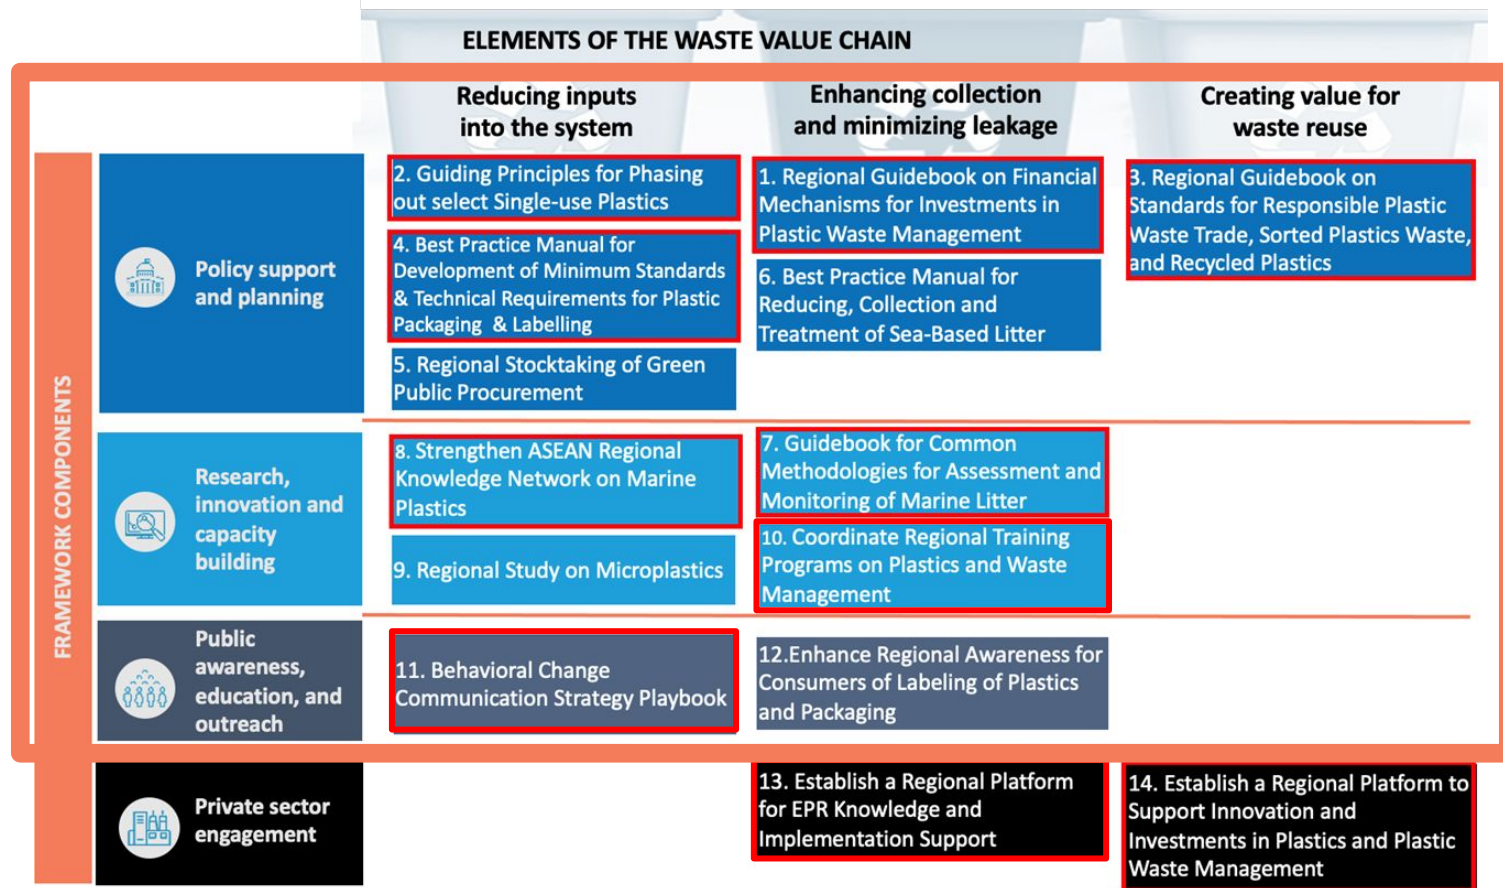 ELEMENTS OF THE WASTE VALUE CHAIN
Reducing inputs
into the system
Enhancing collection
and minimizing leakage
Creating value for
waste reuse
FRAMEWORK COMPONENTS
Policy support
and planning
2. Guiding Principles for Phasing
out select Single-use Plastics
4. Best Practice Manual for
Development of Minimum Standards
& Technical Requirements for Plastic
Packaging & Labelling
5. Regional Stocktaking of Green
Public Procurement
1. Regional Guidebook on Financial
Mechanisms for Investments in
Plastic Waste Management
6. Best Practice Manual for
Reducing, Collection and
Treatment of Sea-Based Litter
3. Regional Guidebook on
Standards for Responsible Plastic
Waste Trade, Sorted Plastics Waste,
and Recycled Plastics
Research,
innovation and
capacity
building
8. Strengthen ASEAN Regional
Knowledge Network on Marine
Plastics
9. Regional Study on Microplastics
7. Guidebook for Common
Methodologies for Assessment and
Monitoring of Marine Litter
10. Coordinate Regional Training
Programs on Plastics and Waste
Management
Public
awareness,
education, and
outreach
11. Behavioral Change
Communication Strategy Playbook
12.Enhance Regional Awareness for
Consumers of Labeling of Plastics
and Packaging
Private sector
engagement
13. Establish a Regional Platform
for EPR Knowledge and
Implementation Support
14. Establish a Regional Platform to
Support Innovation and
Investments in Plastics and Plastic
Waste Management